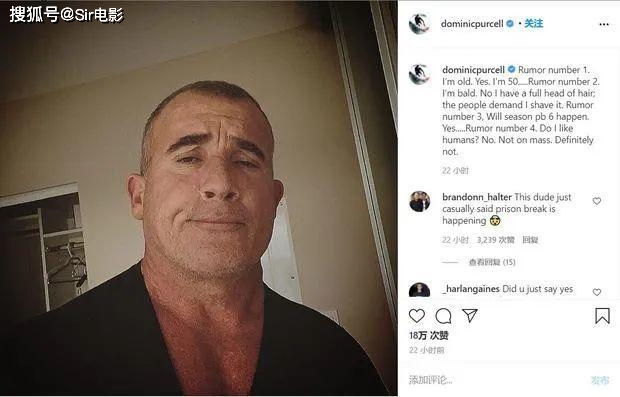 搜狐号@Sir电影
dominicpurcell • 关注
dominicpurcell Rumor number 1.
I'm old. Yes. I'm 50,....Rumor number 2.
I'm bald. No I have a full head of hair;
the people demand I shave it. Rumor
number 3, Will season pb 6 happen.
Yes.....Rumor number 4. Do I like
humans? No. Not on mass. Definitely
not.
22 小时
brandonn_halter This dude just
casually said prison break is
happening
22 小时 3,239 次赞 回复
查看回复 (15)
_harlangaines Did u just say yes
18万 次赞
22 小时前
添加评论...
发布